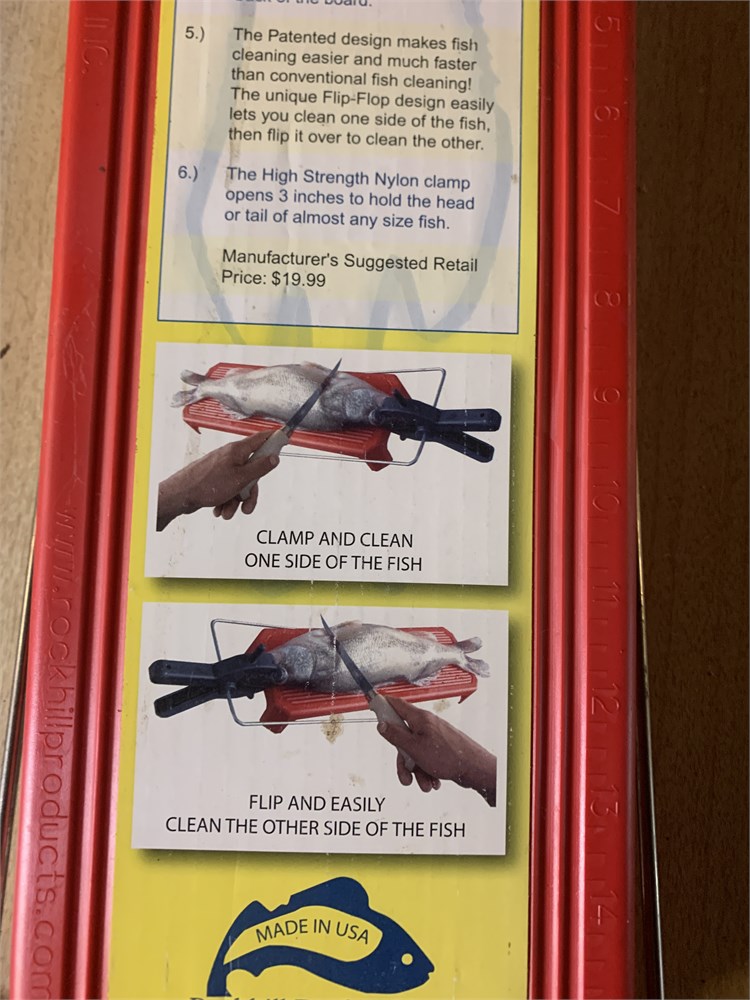 of the board.
5.) The Patented design makes fish
cleaning easier and much faster
than conventional fish cleaning!
The unique Flip-Flop design easily
lets you clean one side of the fish,
then flip it over to clean the other.
6.) The High Strength Nylon clamp
opens 3 inches to hold the head
or tail of almost any size fish.
Manufacturer's Suggested Retail
Price: $19.99
CLAMP AND CLEAN
ONE SIDE OF THE FISH
FLIP AND EASILY
CLEAN THE OTHER SIDE OF THE FISH
MADE IN USA
INC.
www.rockhillproducts.com
5
6
7
8
9
10
11
12
13
14